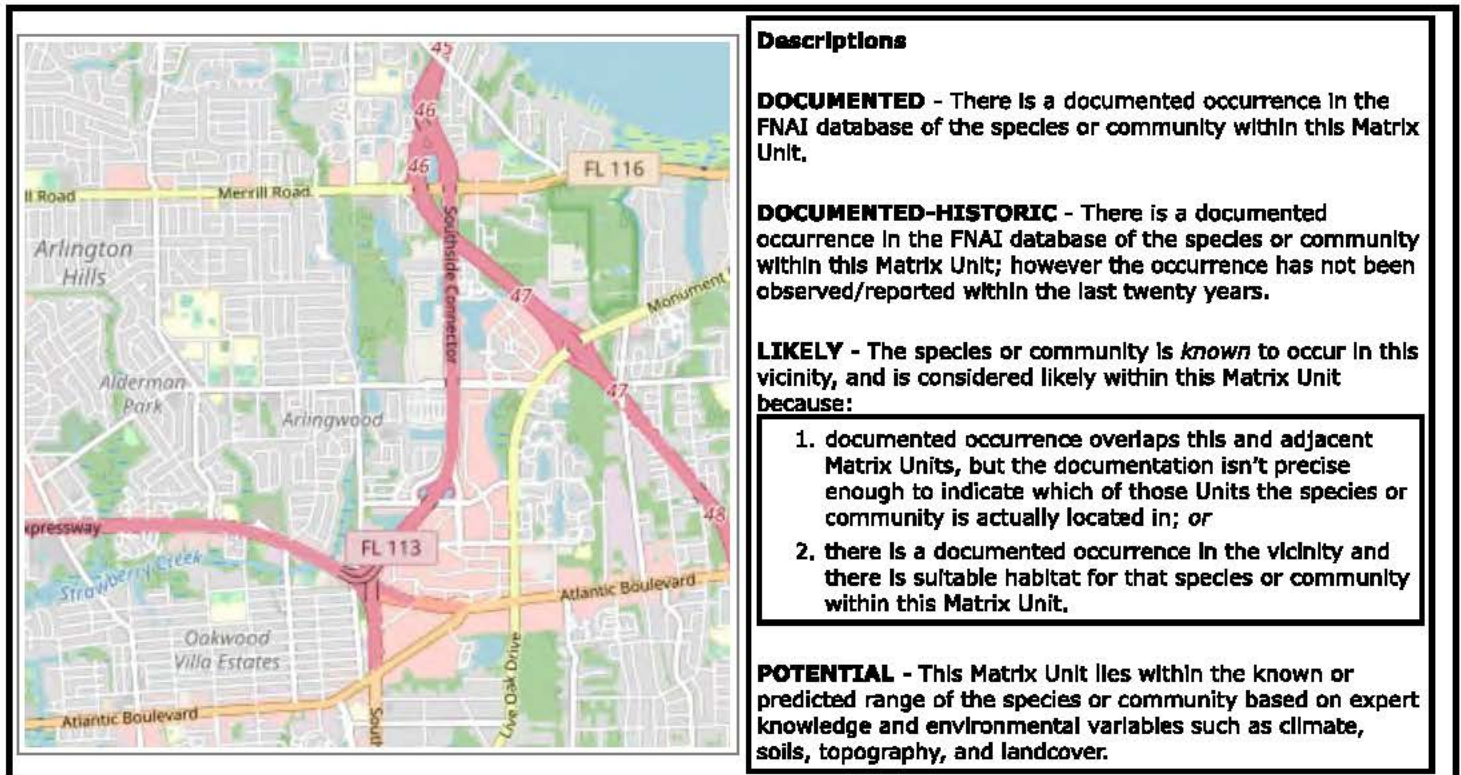 45
46
46
FL 116
ll Road
Merrill Road
Southside Connector
Arlington
Hills
47
Monument
Alderman
Park
47
Arlingwood
48
xpressway
FL 113
Strawberry Creek
Atlantic Boulevard
Oakwood
Villa Estates
Live Oak Drive
Atlantic Boulevard
South
Descriptions
DOCUMENTED - There is a documented occurrence in the
FNAI database of the species or community within this Matrix
Unit.
DOCUMENTED-HISTORIC - There is a documented
occurrence in the FNAI database of the species or community
within this Matrix Unit; however the occurrence has not been
observed/reported within the last twenty years.
LIKELY - The species or community is known to occur in this
vicinity, and is considered likely within this Matrix Unit
because:
1. documented occurrence overlaps this and adjacent
Matrix Units, but the documentation isn't precise
enough to indicate which of those Units the species or
community is actually located in; or
2. there is a documented occurrence in the vicinity and
there is suitable habitat for that species or community
within this Matrix Unit.
POTENTIAL - This Matrix Unit lies within the known or
predicted range of the species or community based on expert
knowledge and environmental variables such as climate,
soils, topography, and landcover.